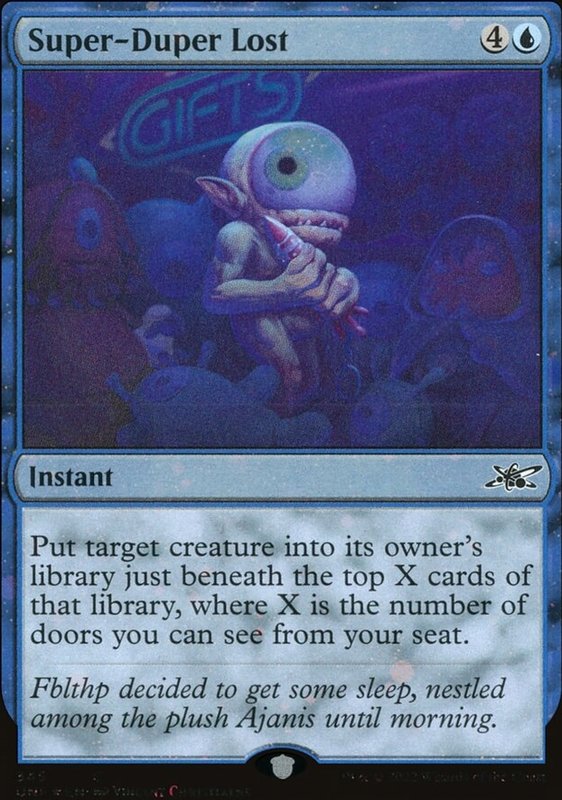 Super-Duper Lost
4
GIFTS
Instant
Put target creature into its owner's
library just beneath the top X cards of
that library, where X is the number of
doors you can see from your seat.
Fblthp decided to get some sleep, nestled
among the plush Ajanis until morning.